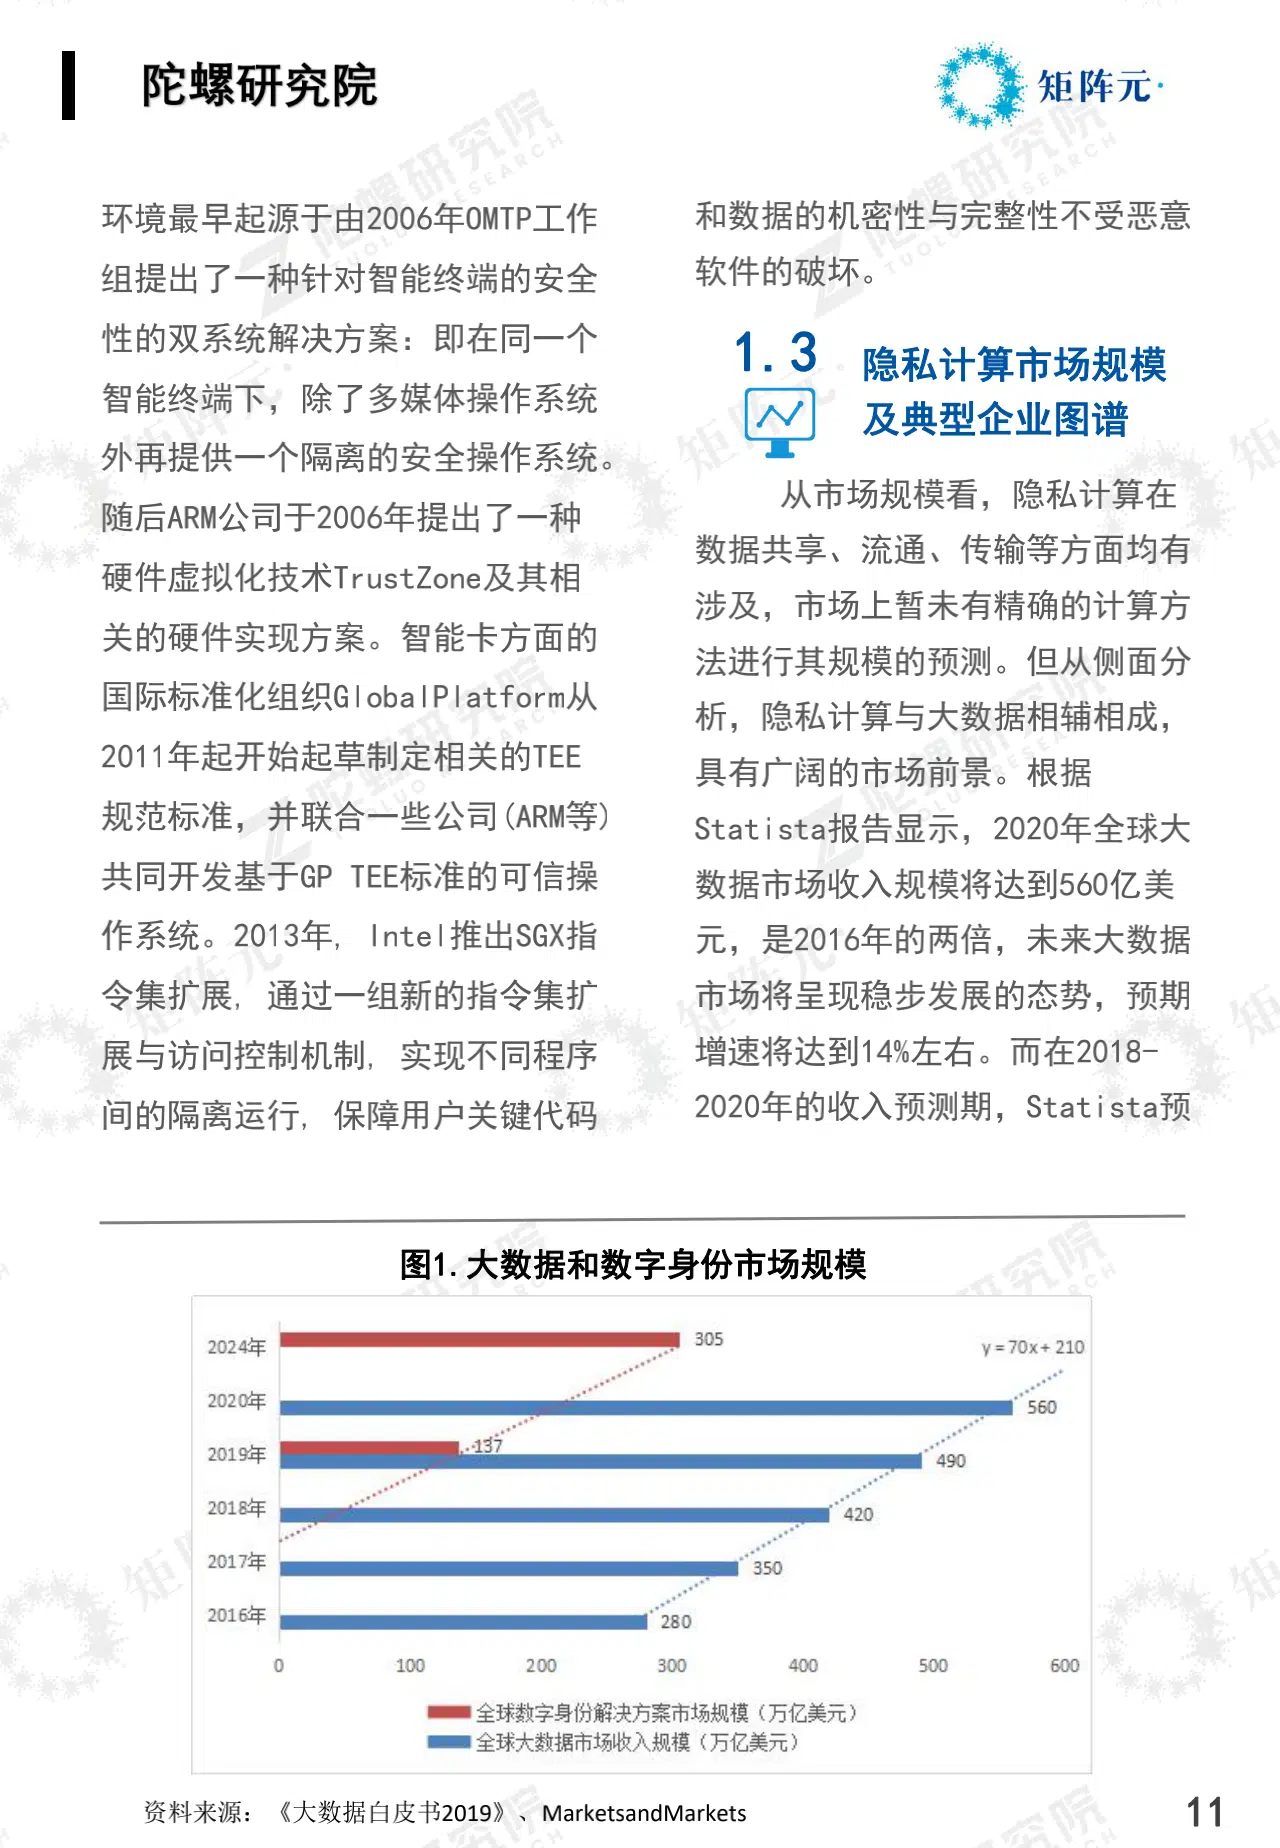 陀螺研究院
矩阵元
环境最早起源于由2006年OMTP工作
组提出了一种针对智能终端的安全
性的双系统解决方案：即在同一个
智能终端下，除了多媒体操作系统
外再提供一个隔离的安全操作系统。
随后ARM公司于2006年提出了一种
硬件虚拟化技术TrustZone及其相
关的硬件实现方案。智能卡方面的
国际标准化组织GlobalPlatform从
2011年起开始起草制定相关的TEE
规范标准，并联合一些公司(ARM等)
共同开发基于GP TEE标准的可信操
作系统。2013年, Intel推出SGX指
令集扩展, 通过一组新的指令集扩
展与访问控制机制, 实现不同程序
间的隔离运行, 保障用户关键代码
和数据的机密性与完整性不受恶意
软件的破坏。
1.3
隐私计算市场规模
及典型企业图谱
从市场规模看，隐私计算在
数据共享、流通、传输等方面均有
涉及，市场上暂未有精确的计算方
法进行其规模的预测。但从侧面分
析，隐私计算与大数据相辅相成，
具有广阔的市场前景。根据
Statista报告显示，2020年全球大
数据市场收入规模将达到560亿美
元，是2016年的两倍，未来大数据
市场将呈现稳步发展的态势，预期
增速将达到14%左右。而在2018-
2020年的收入预测期，Statista预
图1.大数据和数字身份市场规模
2024年
305
y = 70x + 210
2020年
560
2019年
137
490
2018年
420
2017年
350
2016年
280
0 100 200 300 400 500 600
全球数字身份解决方案市场规模（万亿美元）
全球大数据市场收入规模（万亿美元）
资料来源：《大数据白皮书2019》、MarketsandMarkets
11